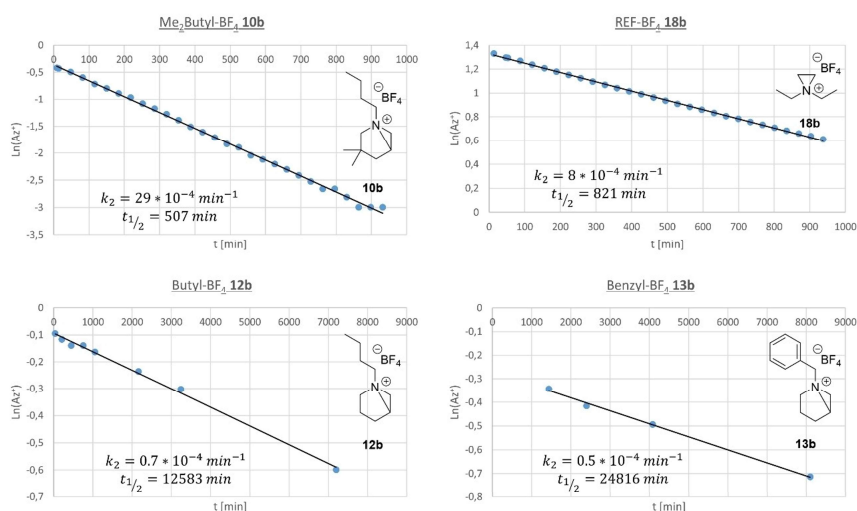 Me2Butyl-BF4 10b
0
0 100 200 300 400 500 600 700 800 900 1000
-0,5
-1
-1,5
-2
-2,5
-3
-3,5
Ln(Az⁺)
t [min]
k₂ = 29 * 10⁻⁴ min⁻¹
t₁/₂ = 507 min
⊖
BF4
N
⊕
10b
REF-BF4 18b
1,4
1,2
1
0,8
0,6
0,4
0,2
0
0 100 200 300 400 500 600 700 800 900 1000
Ln(Az⁺)
t [min]
k₂ = 8 * 10⁻⁴ min⁻¹
t₁/₂ = 821 min
⊖
BF4
N
⊕
18b
Butyl-BF4 12b
0
0 1000 2000 3000 4000 5000 6000 7000 8000 9000
-0,1
-0,2
-0,3
-0,4
-0,5
-0,6
-0,7
Ln(Az⁺)
t [min]
k₂ = 0.7 * 10⁻⁴ min⁻¹
t₁/₂ = 12583 min
⊖
BF4
N
⊕
12b
Benzyl-BF4 13b
0
0 1000 2000 3000 4000 5000 6000 7000 8000 9000
-0,1
-0,2
-0,3
-0,4
-0,5
-0,6
-0,7
-0,8
Ln(Az⁺)
t [min]
k₂ = 0.5 * 10⁻⁴ min⁻¹
t₁/₂ = 24816 min
⊖
BF4
N
⊕
13b